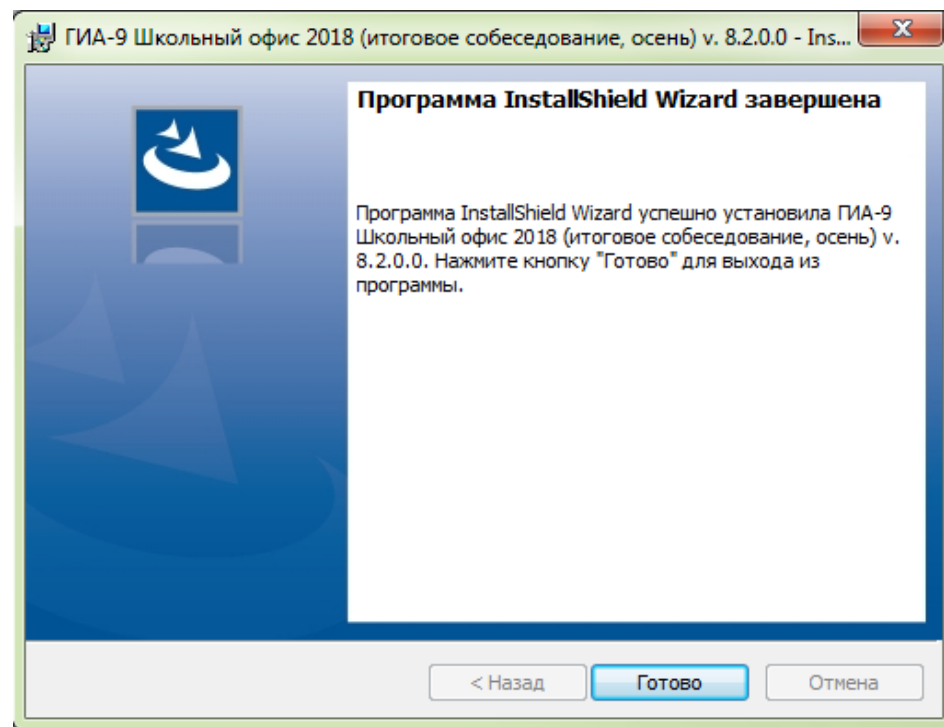 ГИА-9 Школьный офис 2018 (итоговое собеседование, осень) v. 8.2.0.0 - Ins...
Программа InstallShield Wizard завершена
Программа InstallShield Wizard успешно установила ГИА-9
Школьный офис 2018 (итоговое собеседование, осень) v.
8.2.0.0. Нажмите кнопку "Готово" для выхода из
программы.
< Назад
Готово
Отмена